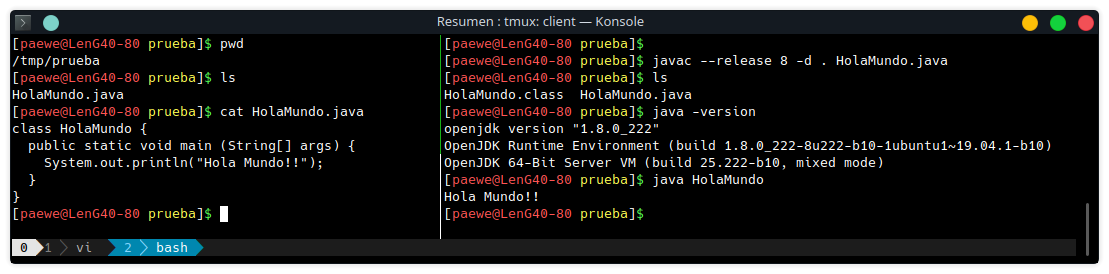 Resumen : tmux: client — Konsole
[paewe@LenG40-80 prueba]$ pwd
/tmp/prueba
[paewe@LenG40-80 prueba]$ ls
HolaMundo.java
[paewe@LenG40-80 prueba]$ cat HolaMundo.java
class HolaMundo {
  public static void main (String[] args) {
    System.out.println("Hola Mundo!!");
  }
}
[paewe@LenG40-80 prueba]$
[paewe@LenG40-80 prueba]$
[paewe@LenG40-80 prueba]$ javac --release 8 -d . HolaMundo.java
[paewe@LenG40-80 prueba]$ ls
HolaMundo.class  HolaMundo.java
[paewe@LenG40-80 prueba]$ java -version
openjdk version "1.8.0_222"
OpenJDK Runtime Environment (build 1.8.0_222-8u222-b10-1ubuntu1~19.04.1-b10)
OpenJDK 64-Bit Server VM (build 25.222-b10, mixed mode)
[paewe@LenG40-80 prueba]$ java HolaMundo
Hola Mundo!!
[paewe@LenG40-80 prueba]$
0 1 vi 2 bash